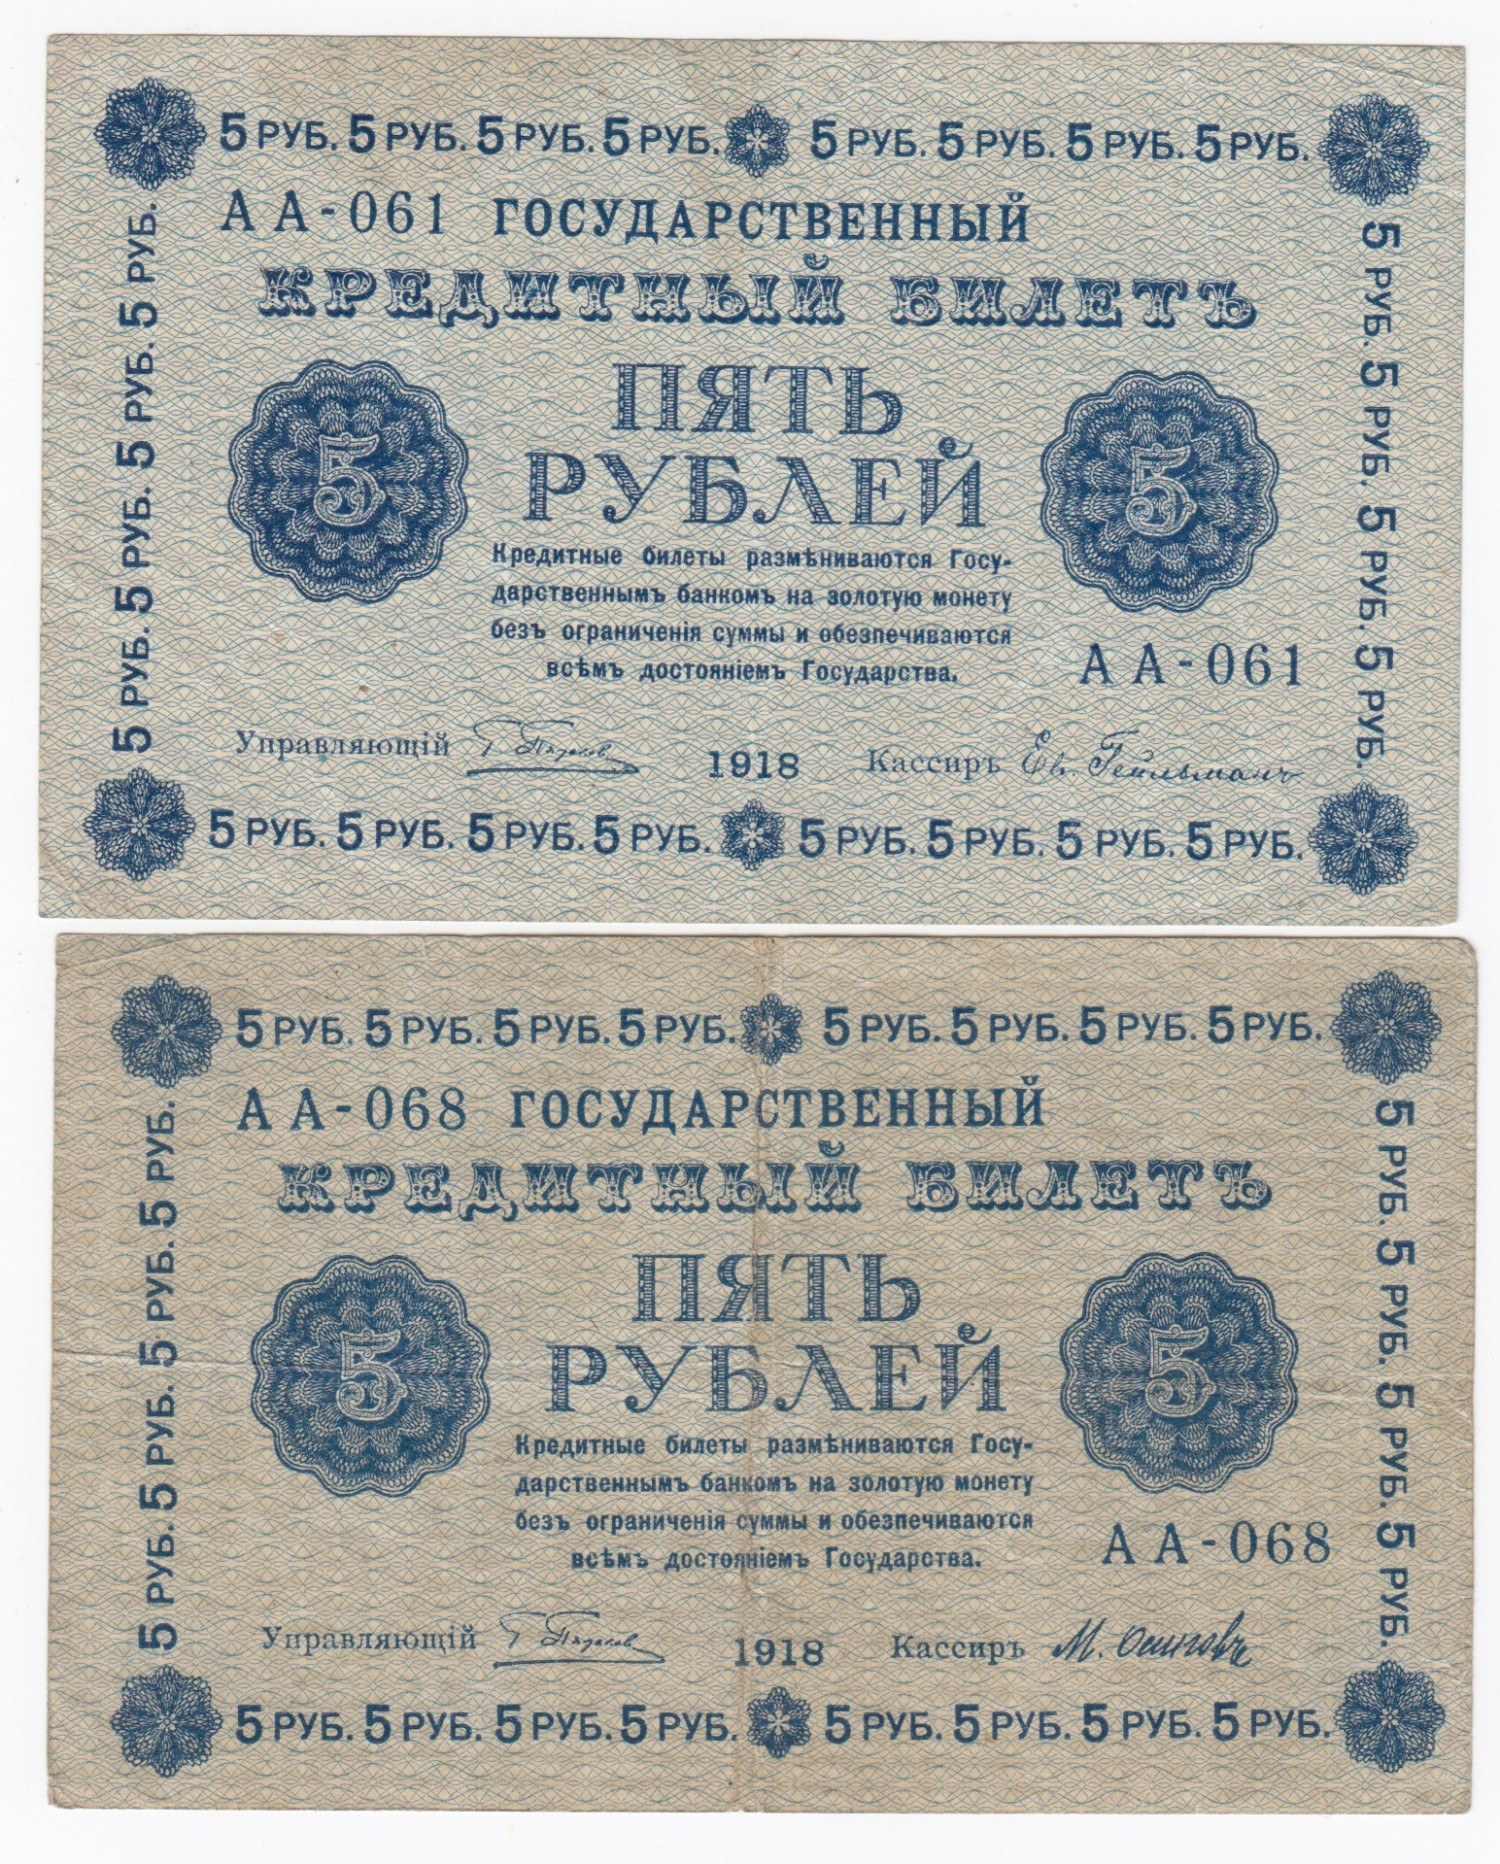 5 РУБ. 5 РУБ. 5 РУБ. 5 РУБ. 5 РУБ. 5 РУБ. 5 РУБ. 5 РУБ.
5 РУБ. 5 РУБ. 5 РУБ. 5 РУБ.
АА-061 ГОСУДАРСТВЕННЫЙ
КРЕДИТНЫЙ БИЛЕТЪ
ПЯТЬ
РУБЛЕЙ
5
5
Кредитные билеты размѣниваются Госу-
дарственнымъ банкомъ на золотую монету
безъ ограниченія суммы и обезпечиваются
всѣмъ достояніемъ Государства.
АА-061
Управляющій Г. Пятаков 1918 Кассиръ Ев. Гейльманъ
5 РУБ. 5 РУБ. 5 РУБ. 5 РУБ.
5 РУБ. 5 РУБ. 5 РУБ. 5 РУБ. 5 РУБ. 5 РУБ. 5 РУБ. 5 РУБ.
5 РУБ. 5 РУБ. 5 РУБ. 5 РУБ. 5 РУБ. 5 РУБ. 5 РУБ. 5 РУБ.
5 РУБ. 5 РУБ. 5 РУБ. 5 РУБ.
АА-068 ГОСУДАРСТВЕННЫЙ
КРЕДИТНЫЙ БИЛЕТЪ
ПЯТЬ
РУБЛЕЙ
5
5
Кредитные билеты размѣниваются Госу-
дарственнымъ банкомъ на золотую монету
безъ ограниченія суммы и обезпечиваются
всѣмъ достояніемъ Государства.
АА-068
Управляющій Г. Пятаков 1918 Кассиръ М. Осиповъ
5 РУБ. 5 РУБ. 5 РУБ. 5 РУБ.
5 РУБ. 5 РУБ. 5 РУБ. 5 РУБ. 5 РУБ. 5 РУБ. 5 РУБ. 5 РУБ.